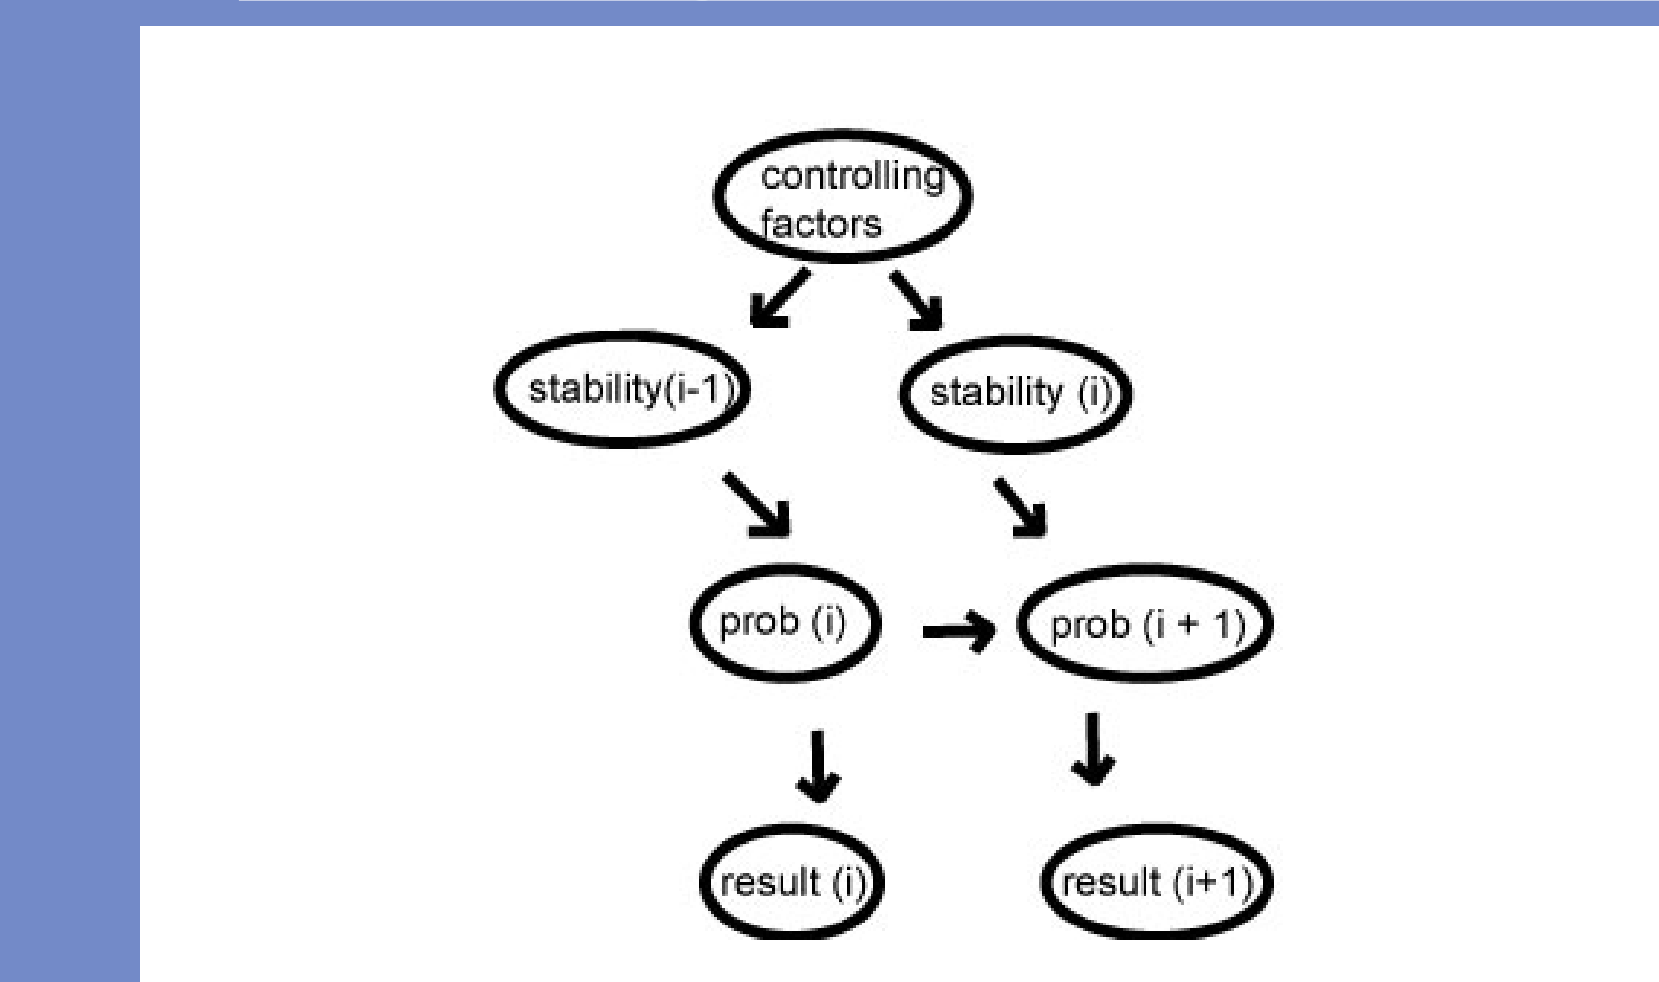 controlling
factors
stability(i-1)
stability (i)
prob (i)
prob (i + 1)
result (i)
result (i+1)